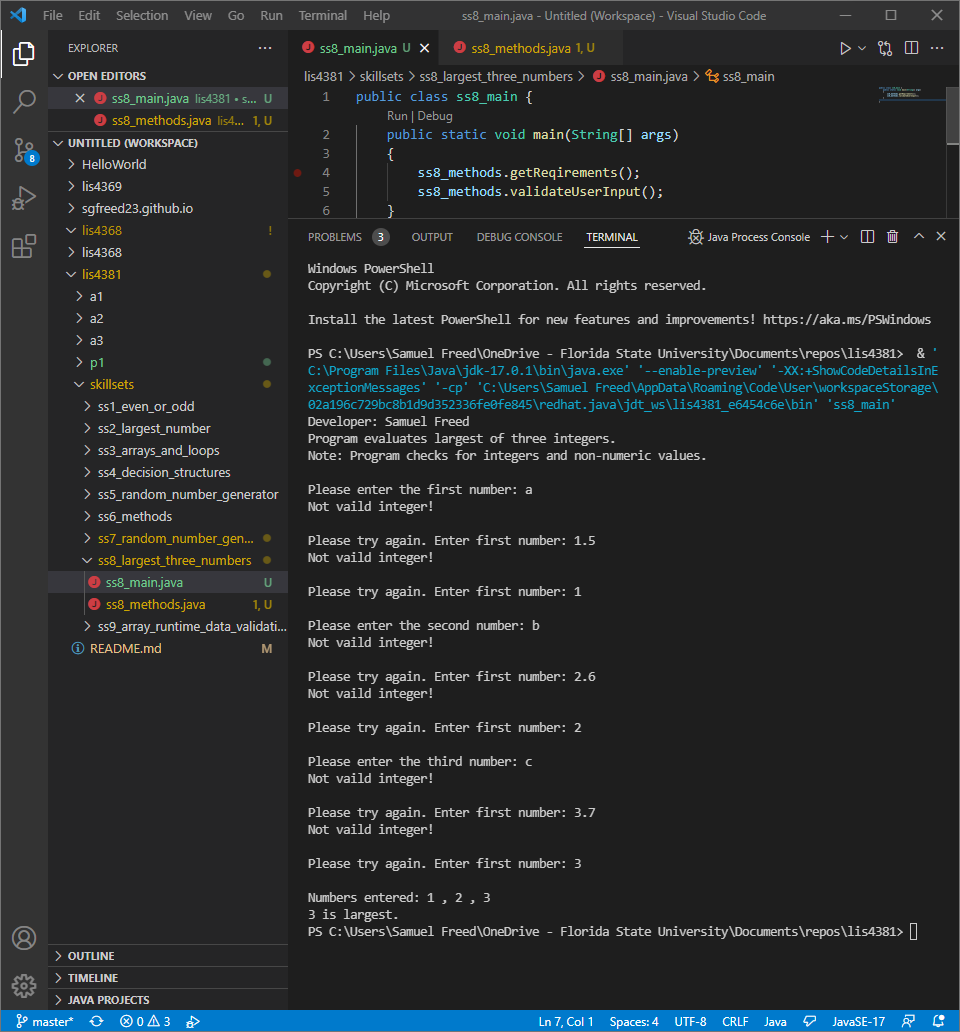 File Edit Selection View Go Run Terminal Help ss8_main.java - Untitled (Workspace) - Visual Studio Code
EXPLORER
OPEN EDITORS
ss8_main.java lis4381 • s... U
ss8_methods.java lis4... 1, U
UNTITLED (WORKSPACE)
HelloWorld
lis4369
sgfreed23.github.io
lis4368 !
lis4368
lis4381
a1
a2
a3
p1
skillsets
ss1_even_or_odd
ss2_largest_number
ss3_arrays_and_loops
ss4_decision_structures
ss5_random_number_generator
ss6_methods
ss7_random_number_gen...
ss8_largest_three_numbers
ss8_main.java U
ss8_methods.java 1, U
ss9_array_runtime_data_validati...
README.md M
OUTLINE
TIMELINE
JAVA PROJECTS
8
ss8_main.java U ss8_methods.java 1, U
lis4381 > skillsets > ss8_largest_three_numbers > ss8_main.java > ss8_main
1 public class ss8_main {
Run | Debug
2 public static void main(String[] args)
3 {
4 ss8_methods.getReqirements();
5 ss8_methods.validateUserInput();
6 }
PROBLEMS 3 OUTPUT DEBUG CONSOLE TERMINAL Java Process Console
Windows PowerShell
Copyright (C) Microsoft Corporation. All rights reserved.
Install the latest PowerShell for new features and improvements! https://aka.ms/PSWindows
PS C:\Users\Samuel Freed\OneDrive - Florida State University\Documents\repos\lis4381> & '
C:\Program Files\Java\jdk-17.0.1\bin\java.exe' '--enable-preview' '-XX:+ShowCodeDetailsInE
xceptionMessages' '-cp' 'C:\Users\Samuel Freed\AppData\Roaming\Code\User\workspaceStorage\
02a196c729bc8b1d9d352336fe0fe845\redhat.java\jdt_ws\lis4381_e6454c6e\bin' 'ss8_main'
Developer: Samuel Freed
Program evaluates largest of three integers.
Note: Program checks for integers and non-numeric values.
Please enter the first number: a
Not vaild integer!
Please try again. Enter first number: 1.5
Not vaild integer!
Please try again. Enter first number: 1
Please enter the second number: b
Not vaild integer!
Please try again. Enter first number: 2.6
Not vaild integer!
Please try again. Enter first number: 2
Please enter the third number: c
Not vaild integer!
Please try again. Enter first number: 3.7
Not vaild integer!
Please try again. Enter first number: 3
Numbers entered: 1 , 2 , 3
3 is largest.
PS C:\Users\Samuel Freed\OneDrive - Florida State University\Documents\repos\lis4381>
master* 0 3 Ln 7, Col 1 Spaces: 4 UTF-8 CRLF Java JavaSE-17